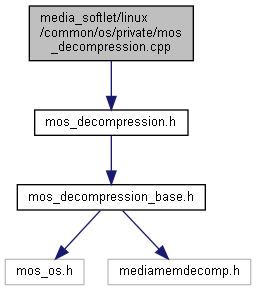 media_softlet/linux
/common/os/private/mos
_decompression.cpp
mos_decompression.h
mos_decompression_base.h
mos_os.h
mediamemdecomp.h